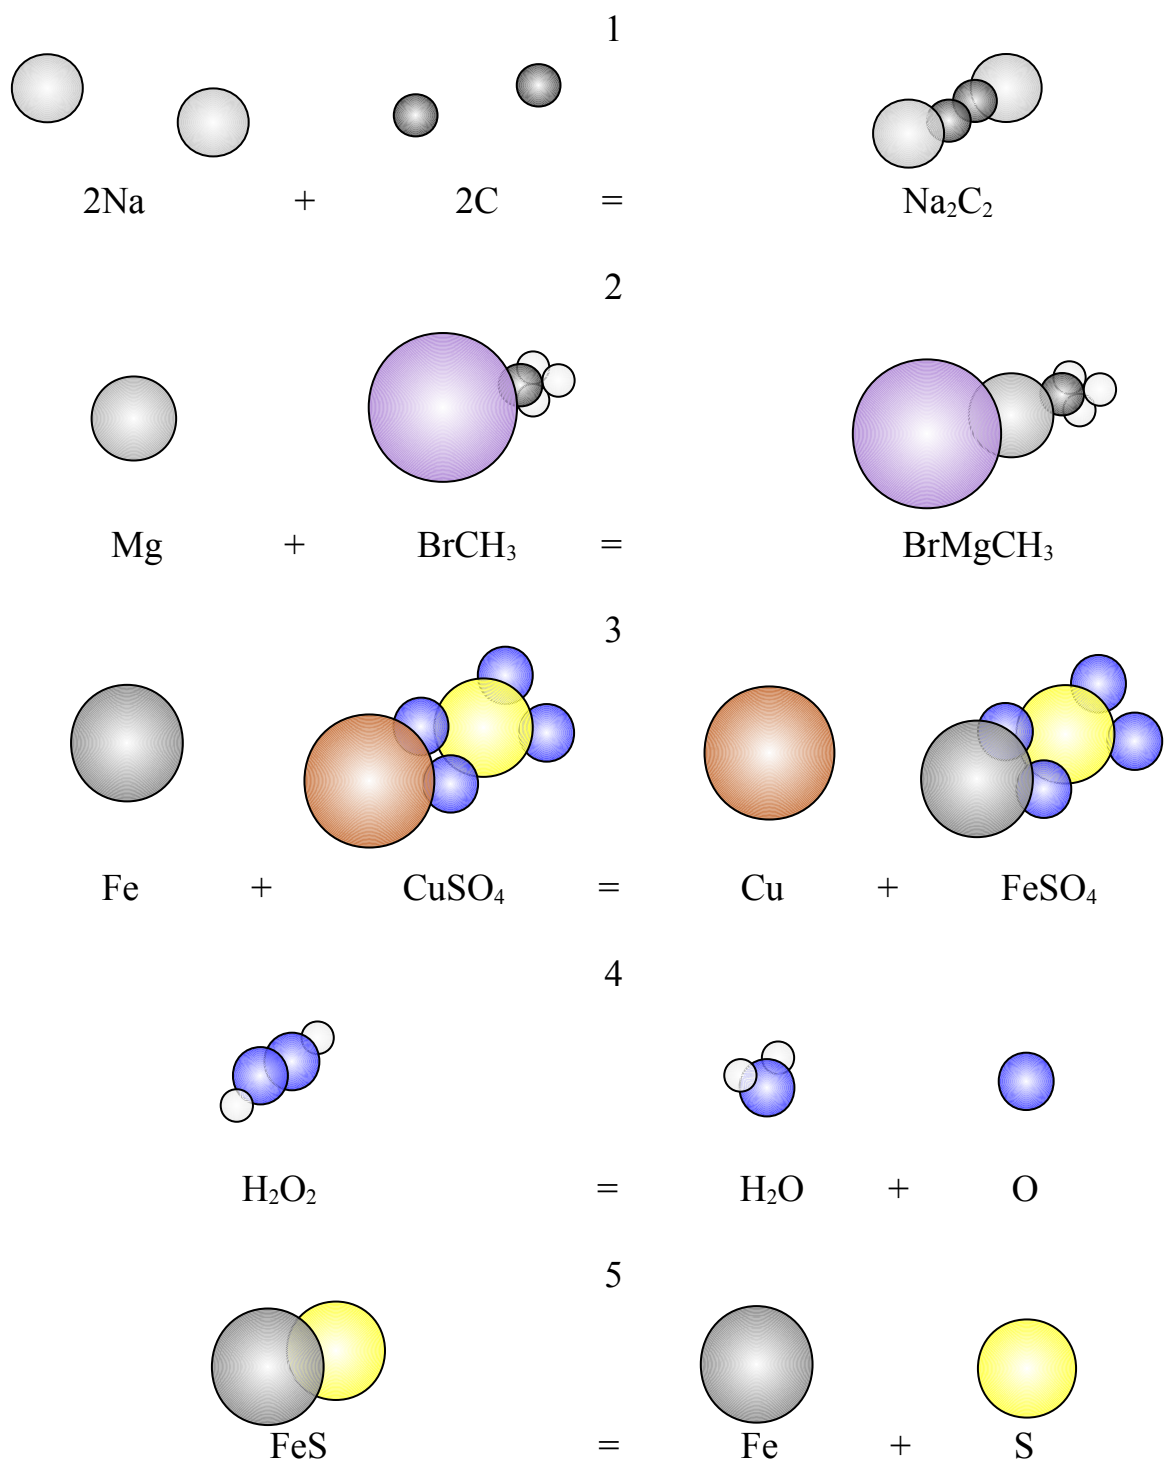 1
2Na + 2C = Na₂C₂
2
Mg + BrCH₃ = BrMgCH₃
3
Fe + CuSO₄ = Cu + FeSO₄
4
H₂O₂ = H₂O + O
5
FeS = Fe + S